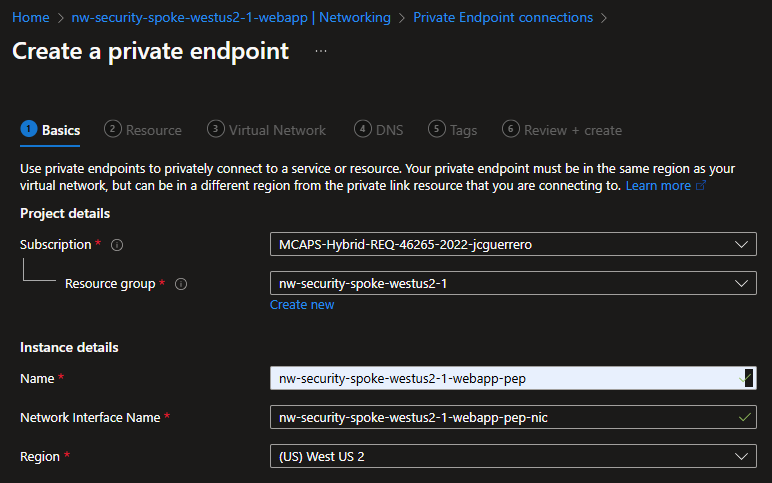 Home > nw-security-spoke-westus2-1-webapp | Networking > Private Endpoint connections >
Create a private endpoint ...
1 Basics 2 Resource 3 Virtual Network 4 DNS 5 Tags 6 Review + create
Use private endpoints to privately connect to a service or resource. Your private endpoint must be in the same region as your
virtual network, but can be in a different region from the private link resource that you are connecting to. Learn more
Project details
Subscription * MCAPS-Hybrid-REQ-46265-2022-jcguerrero
Resource group * nw-security-spoke-westus2-1
Create new
Instance details
Name * nw-security-spoke-westus2-1-webapp-pep
Network Interface Name * nw-security-spoke-westus2-1-webapp-pep-nic
Region * (US) West US 2